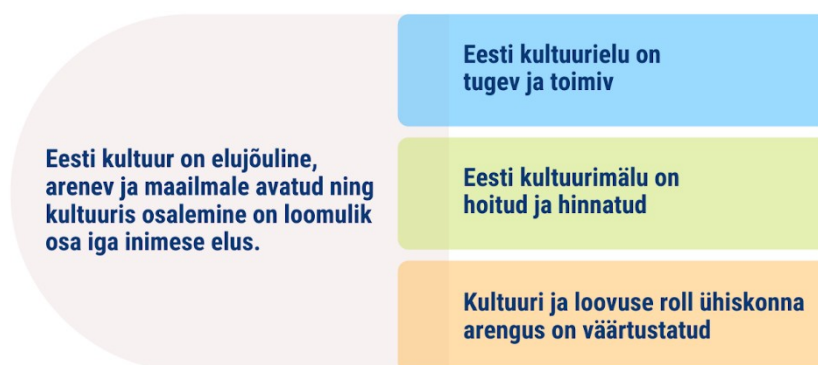 Eesti kultuur on elujõuline,
arenev ja maailmale avatud ning
kultuuris osalemine on loomulik
osa iga inimese elus.
Eesti kultuurielu on
tugev ja toimiv
Eesti kultuurimälu on
hoitud ja hinnatud
Kultuuri ja loovuse roll ühiskonna
arengus on väärtustatud